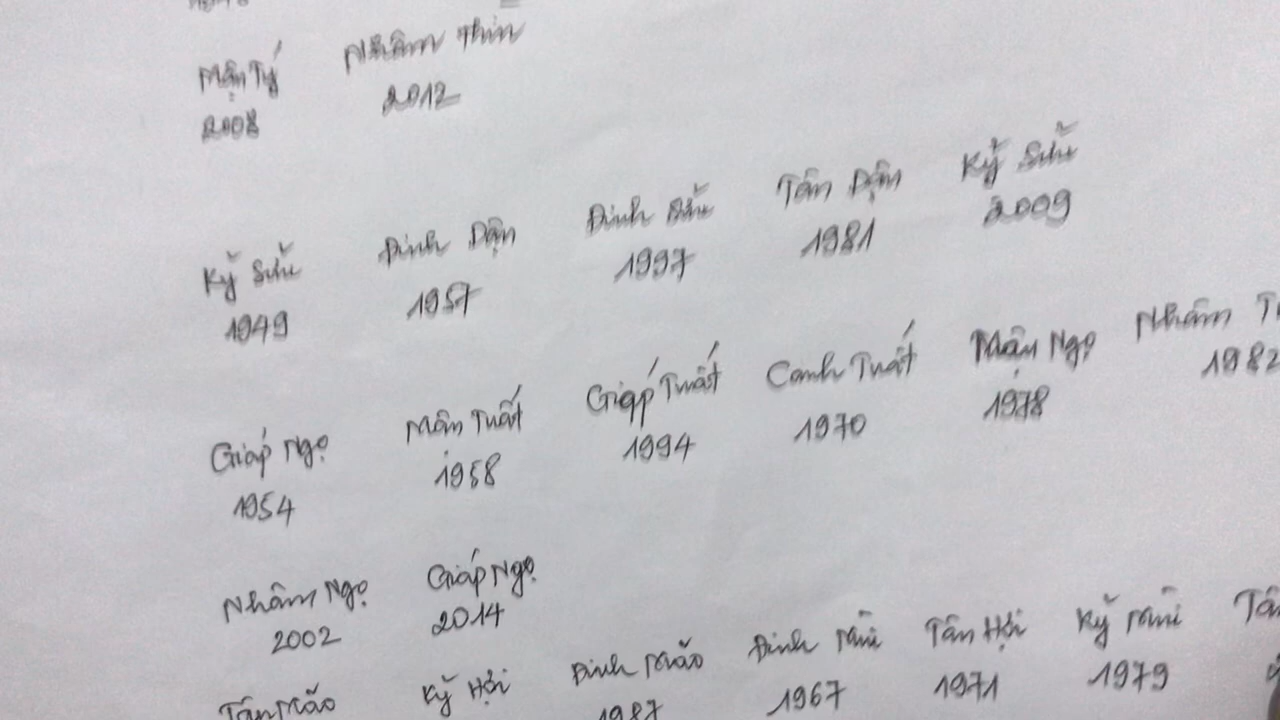 Mậu Tý Nhâm Thìn
2008 2012
Kỷ Sửu Đinh Dậu Đinh Sửu Tân Dậu Kỷ Sửu
1949 1957 1997 1981 2009
Giáp Ngọ Mậu Tuất Giáp Tuất Canh Tuất Mậu Ngọ Nhâm
1954 1958 1994 1970 1978 1982
Nhâm Ngọ Giáp Ngọ
2002 2014
Tân Mão Kỷ Hợi Đinh Mão Đinh Mùi Tân Hợi Kỷ Mùi
1987 1967 1971 1979